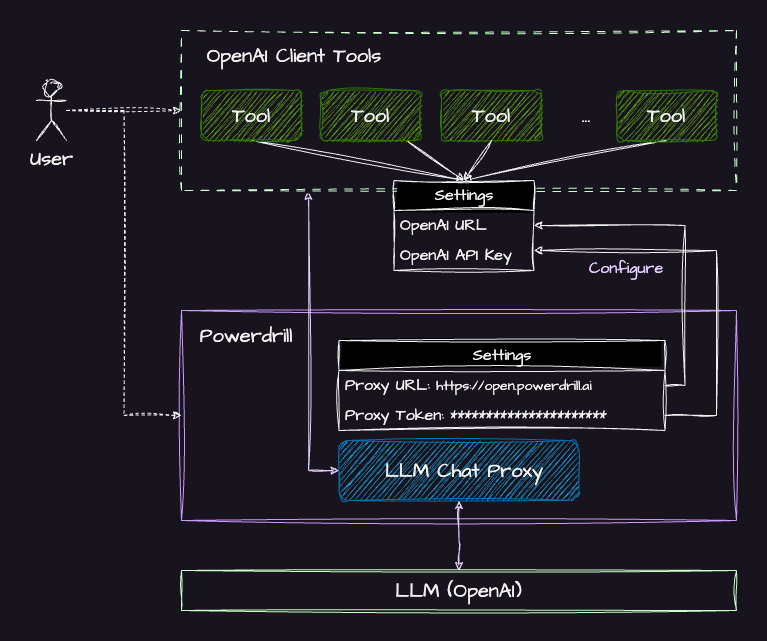 OpenAI Client Tools
Tool
Tool
Tool
...
Tool
User
Settings
OpenAI URL
OpenAI API Key
Configure
Powerdrill
Settings
Proxy URL: https://open.powerdrill.ai
Proxy Token: **********************
LLM Chat Proxy
LLM (OpenAI)